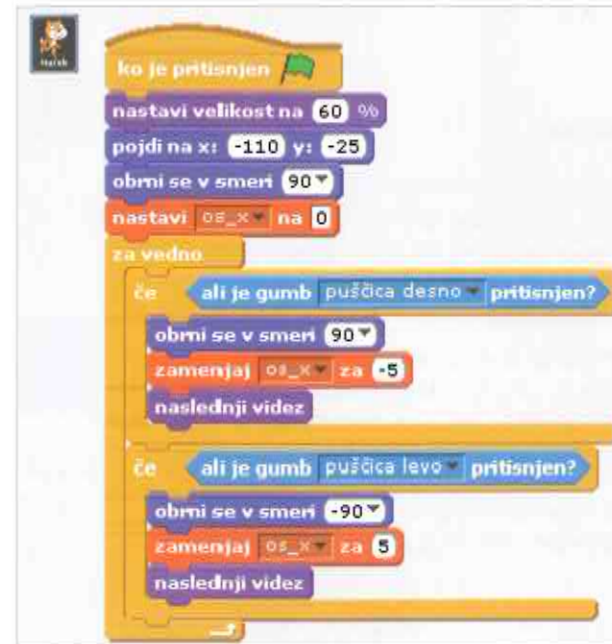 ko je pritisnjen
nastavi velikost na 60 %
pojdi na x: -110 y: -25
obrni se v smeri 90
nastavi os_x na 0
za vedno
če ali je gumb puščica desno pritisnjen?
obrni se v smeri 90
zamenjaj os_x za -5
naslednji videz
če ali je gumb puščica levo pritisnjen?
obrni se v smeri -90
zamenjaj os_x za 5
naslednji videz